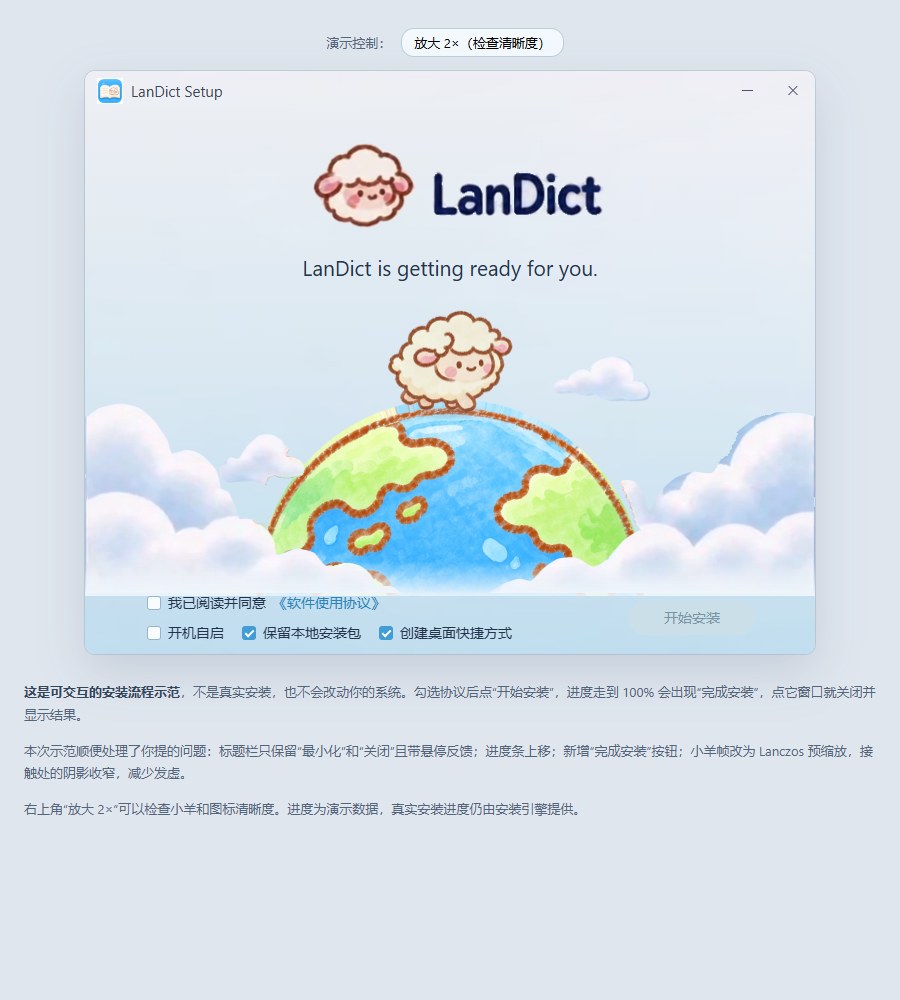 演示控制：
放大 2×（检查清晰度）
LanDict Setup
LanDict
LanDict is getting ready for you.
我已阅读并同意 《软件使用协议》
开始安装
开机自启 保留本地安装包 创建桌面快捷方式
这是可交互的安装流程示范，不是真实安装，也不会改动你的系统。勾选协议后点“开始安装”，进度走到 100% 会出现“完成安装”，点它窗口就关闭并
显示结果。
本次示范顺便处理了你提的问题：标题栏只保留“最小化”和“关闭”且带悬停反馈；进度条上移；新增“完成安装”按钮；小羊帧改为 Lanczos 预缩放，接
触处的阴影收窄，减少发虚。
右上角“放大 2×”可以检查小羊和图标清晰度。进度为演示数据，真实安装进度仍由安装引擎提供。